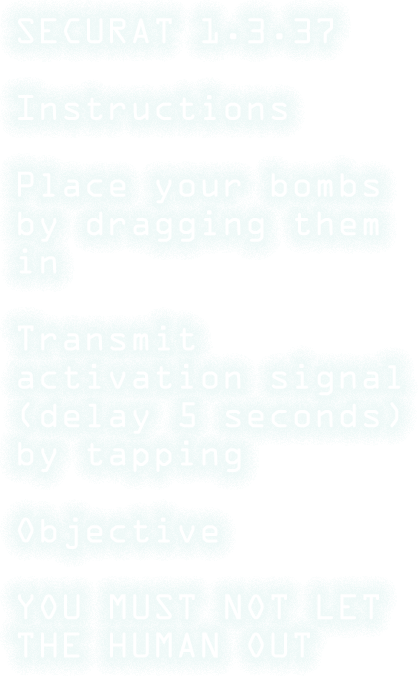 SECURAT 1.3.37
Instructions
Place your bombs
by dragging them
in
Transmit
activation signal
(delay 5 seconds)
by tapping
Objective
YOU MUST NOT LET
THE HUMAN OUT